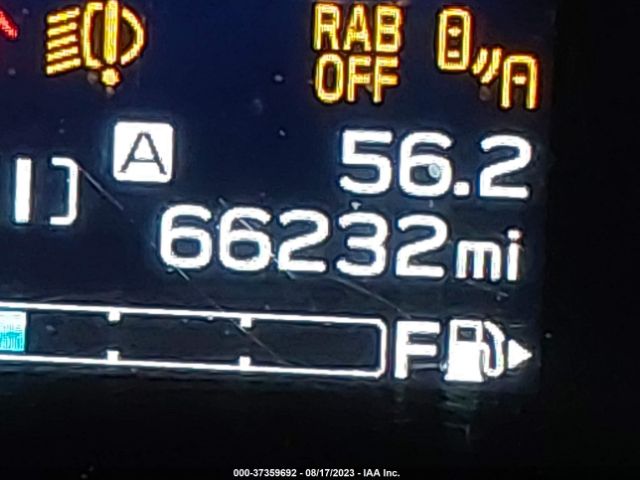 RAB
OFF
A
A
56.2
66232mi
F
000-37359692 - 08/17/2023 - IAA Inc.